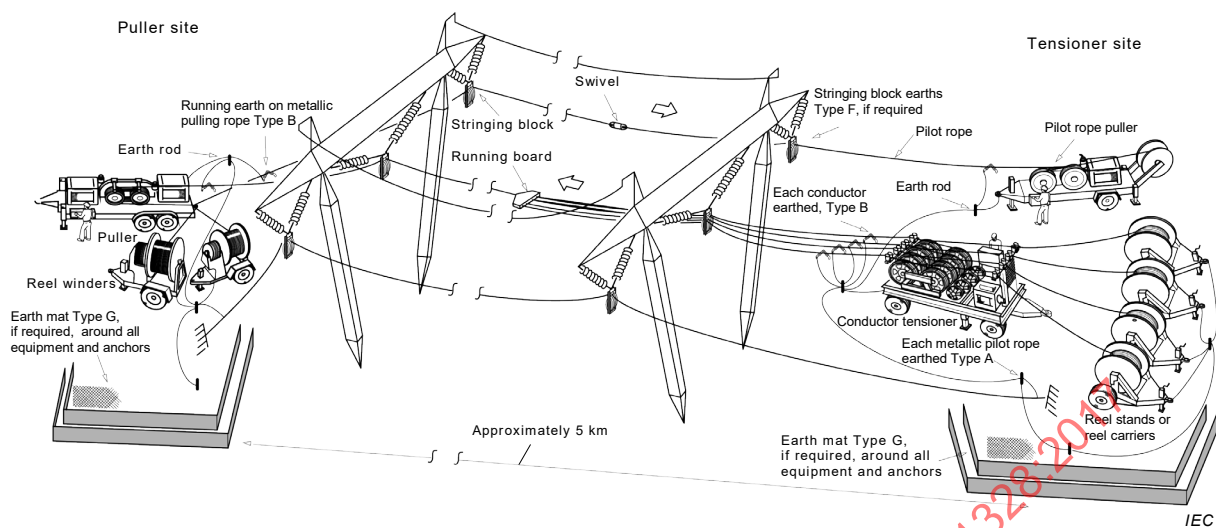 Puller site
Tensioner site
Swivel
Running earth on metallic
pulling rope Type B
Stringing block earths
Type F, if required
Stringing block
Pilot rope
Pilot rope puller
Earth rod
Running board
Each conductor
earthed, Type B
Earth rod
Puller
Reel winders
Earth mat Type G,
if required, around all
equipment and anchors
Conductor tensioner
Each metallic pilot rope
earthed Type A
Reel stands or
reel carriers
Approximately 5 km
Earth mat Type G,
if required, around all
equipment and anchors
1328:2017
IEC